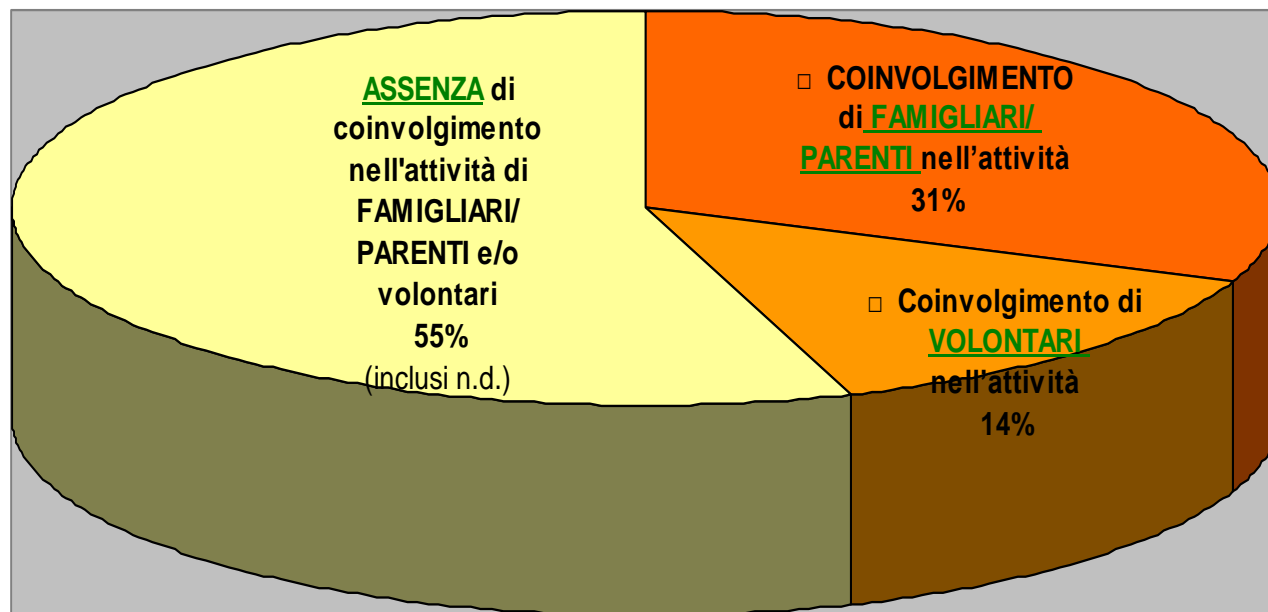 ASSENZA di
coinvolgimento
nell'attività di
FAMIGLIARI/
PARENTI e/o
volontari
55%
(inclusi n.d.)
□ COINVOLGIMENTO
di FAMIGLIARI/
PARENTI nell’attività
31%
□ Coinvolgimento di
VOLONTARI
nell’attività
14%